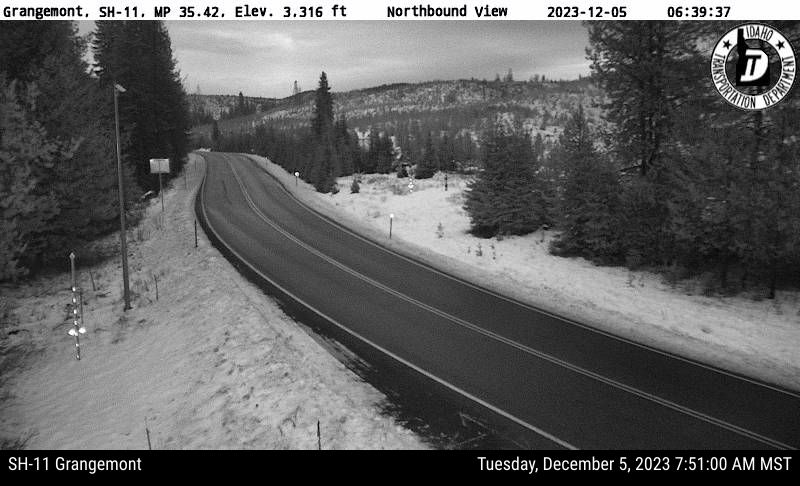 Grangemont, SH-11, MP 35.42, Elev. 3,316 ft Northbound View 2023-12-05 06:39:37
IDAHO
TRANSPORTATION DEPARTMENT
SH-11 Grangemont Tuesday, December 5, 2023 7:51:00 AM MST